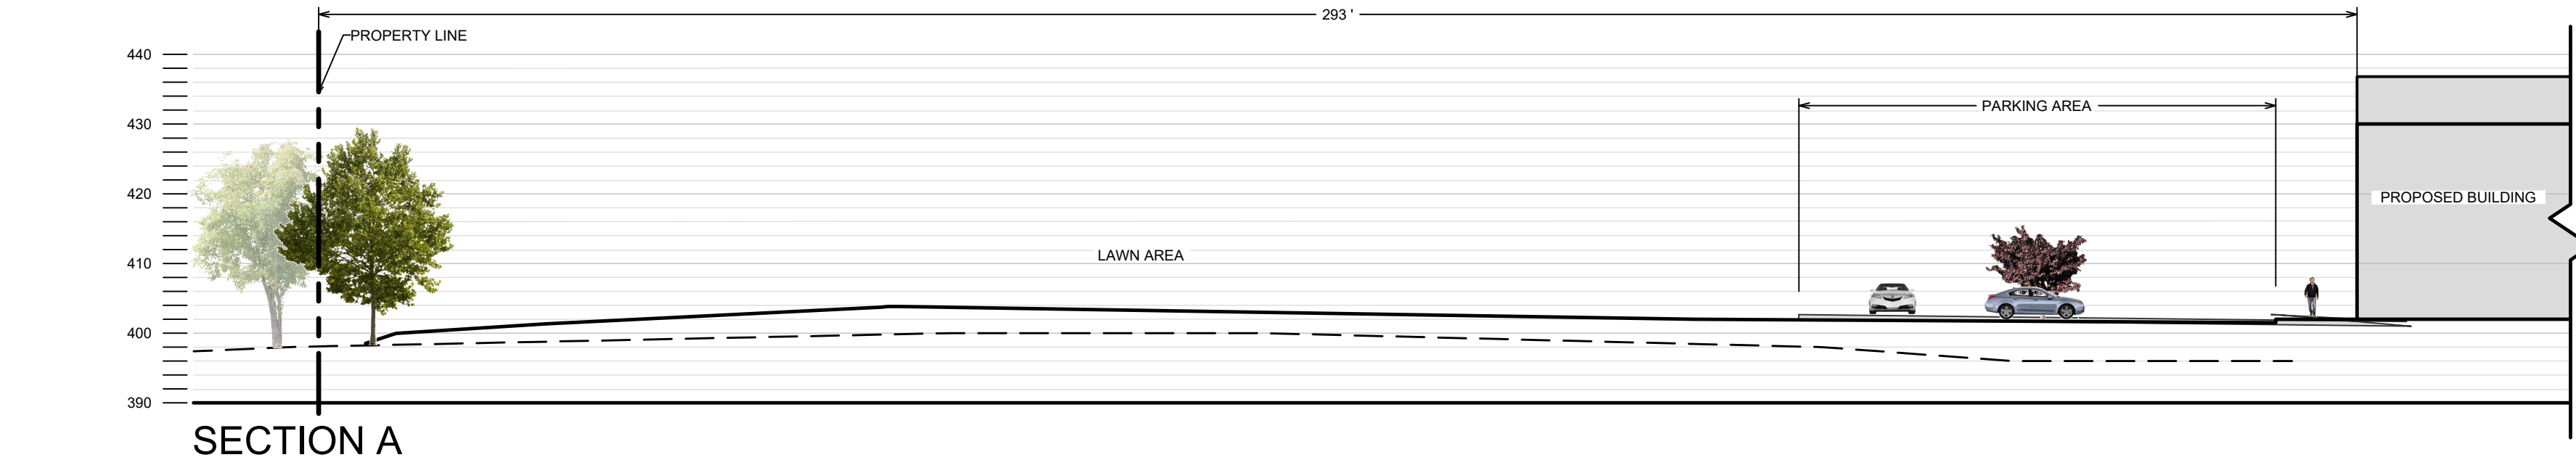 293 '
PROPERTY LINE
440
PARKING AREA
430
420
PROPOSED BUILDING
LAWN AREA
410
400
390
SECTION A